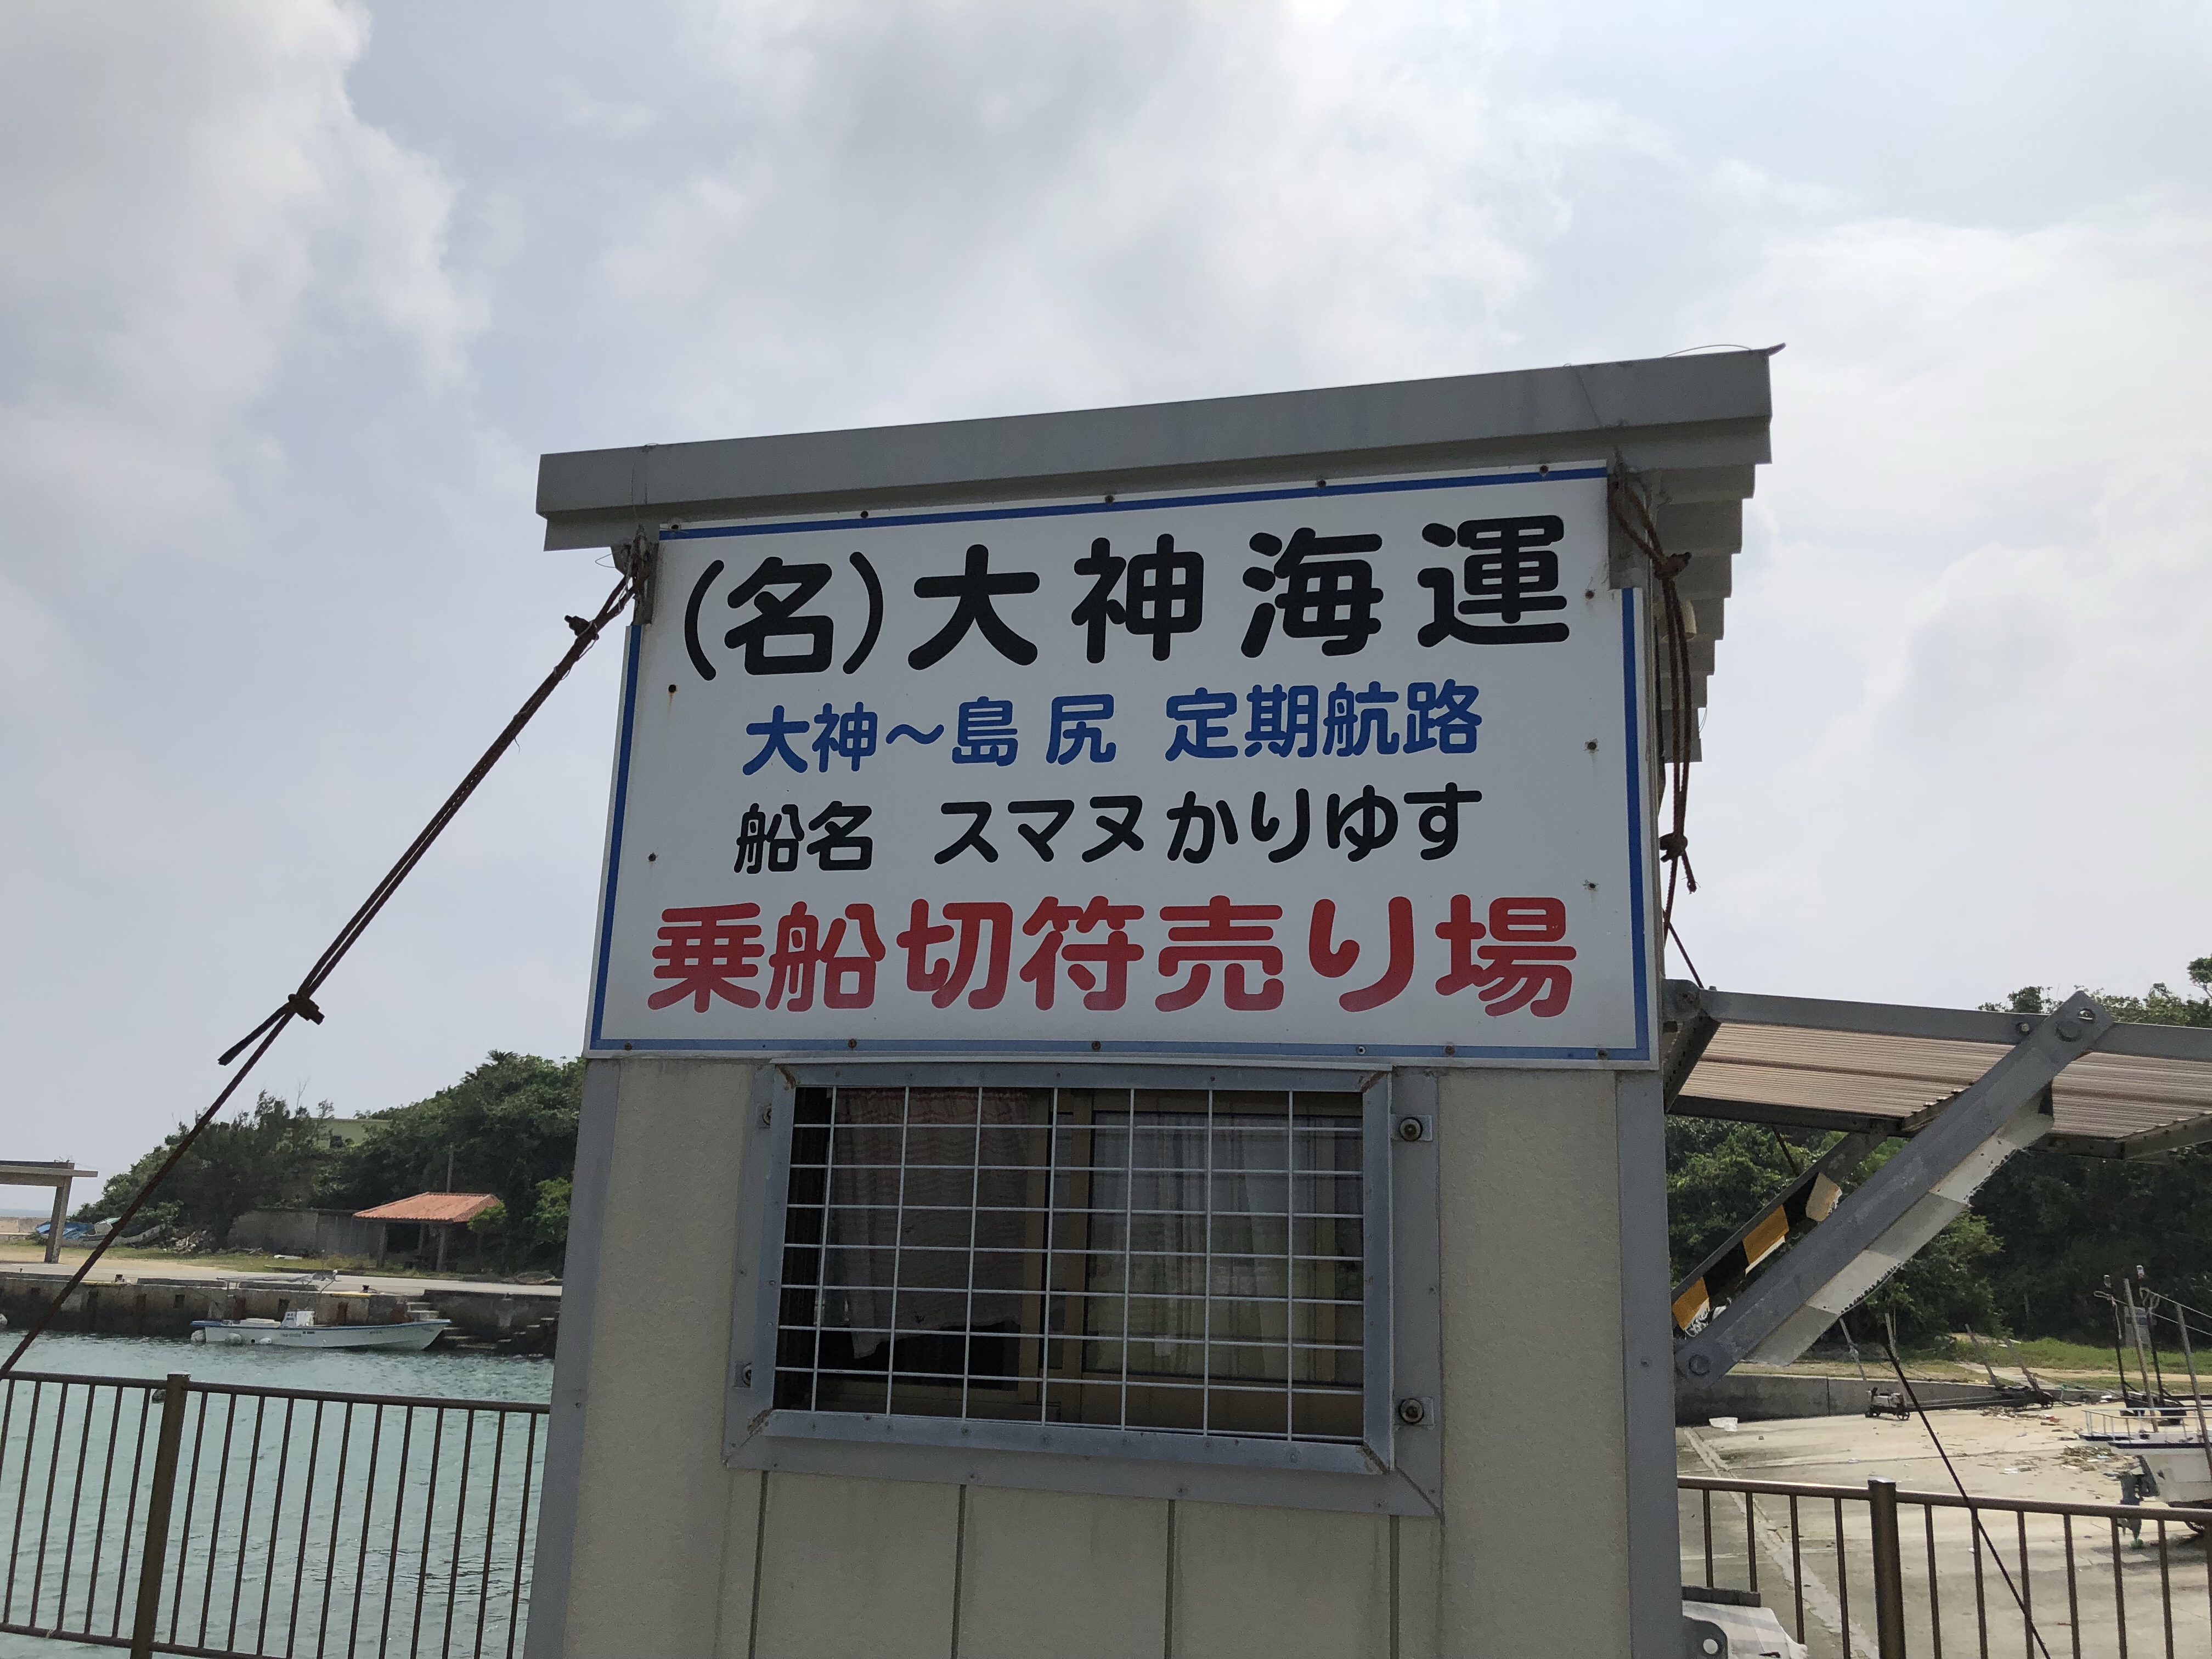 (名)大神海運
大神～島尻 定期航路
船名 スマヌかりゆす
乗船切符売り場